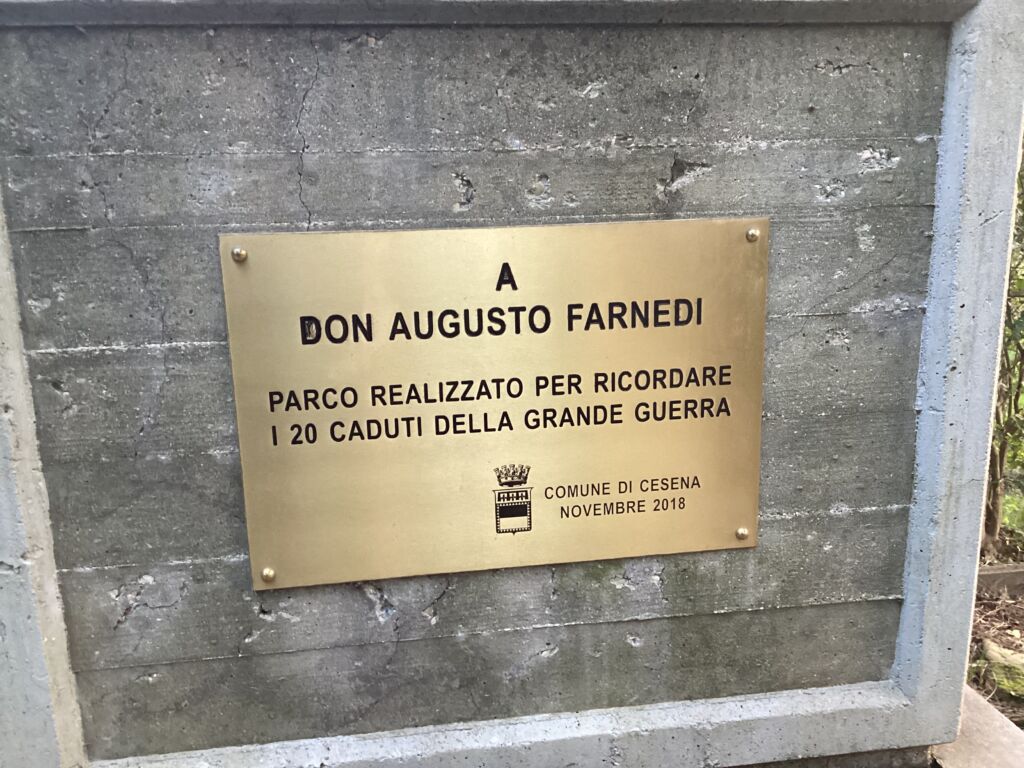 A
DON AUGUSTO FARNEDI
PARCO REALIZZATO PER RICORDARE
I 20 CADUTI DELLA GRANDE GUERRA
COMUNE DI CESENA
NOVEMBRE 2018